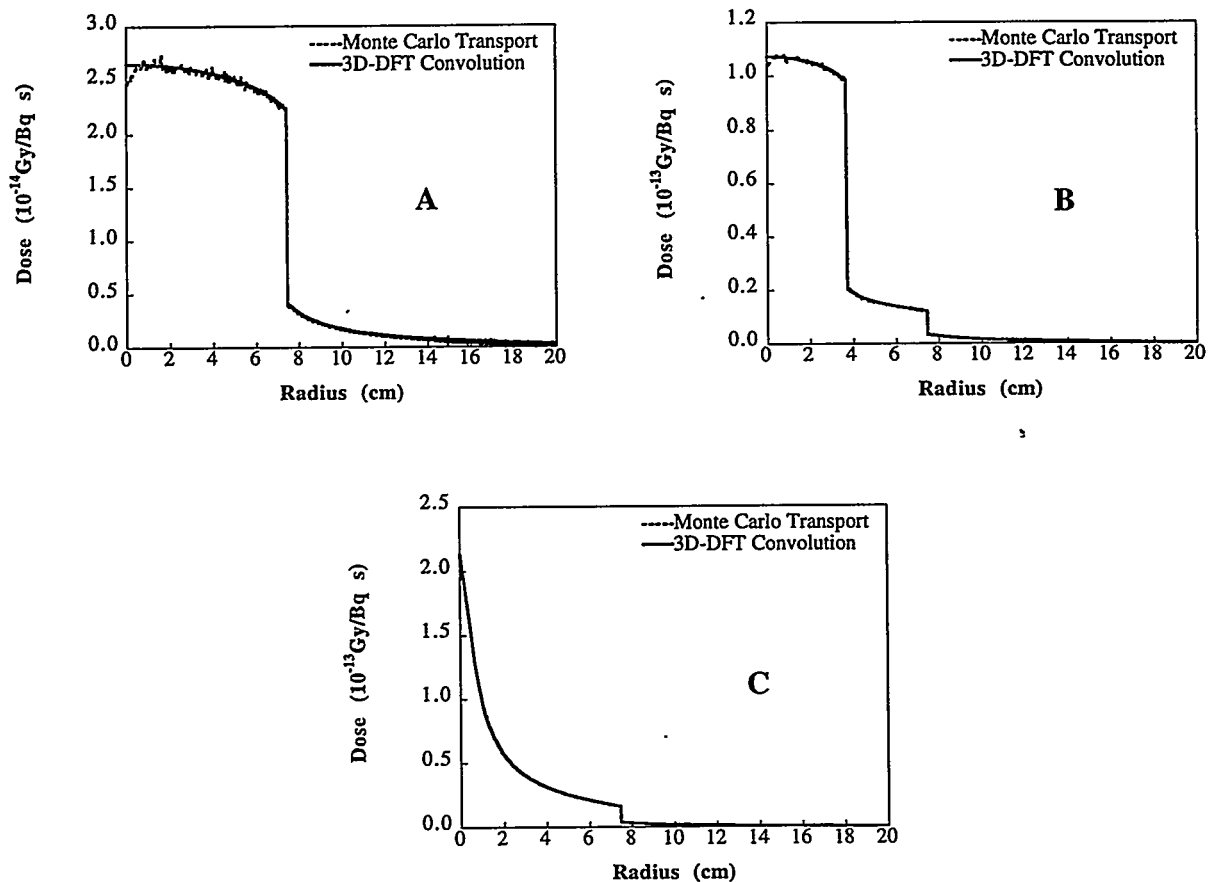 3.0
2.5
2.0
1.5
1.0
0.5
0.0
Dose (10⁻¹⁴Gy/Bq s)
Monte Carlo Transport
3D-DFT Convolution
A
0 2 4 6 8 10 12 14 16 18 20
Radius (cm)
1.2
1.0
0.8
0.6
0.4
0.2
0.0
Dose (10⁻¹³Gy/Bq s)
Monte Carlo Transport
3D-DFT Convolution
B
0 2 4 6 8 10 12 14 16 18 20
Radius (cm)
2.5
2.0
1.5
1.0
0.5
0.0
Dose (10⁻¹³Gy/Bq s)
Monte Carlo Transport
3D-DFT Convolution
C
0 2 4 6 8 10 12 14 16 18 20
Radius (cm)